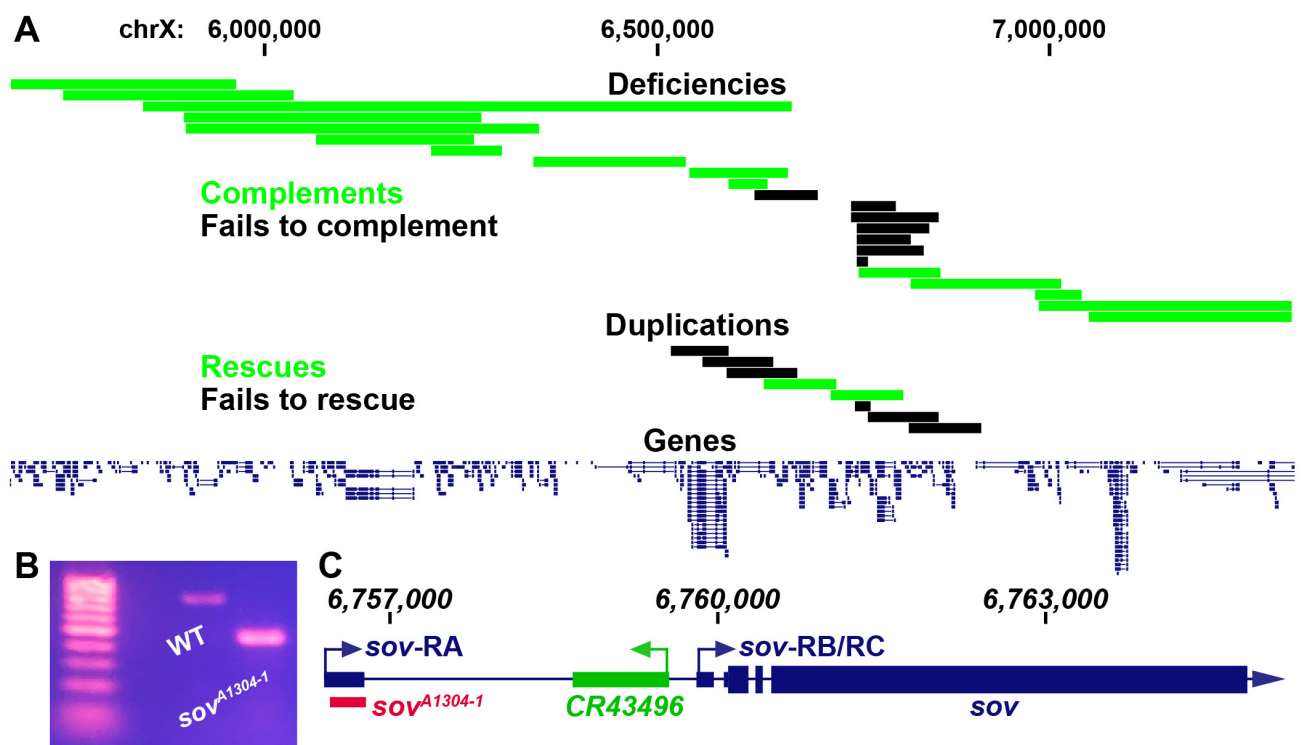 A
chrX: 6,000,000 6,500,000 7,000,000
Deficiencies
Complements
Fails to complement
Duplications
Rescues
Fails to rescue
Genes
B
WT
sovA1304-1
C
6,757,000 6,760,000 6,763,000
sov-RA sov-RB/RC
sovA1304-1 CR43496 sov